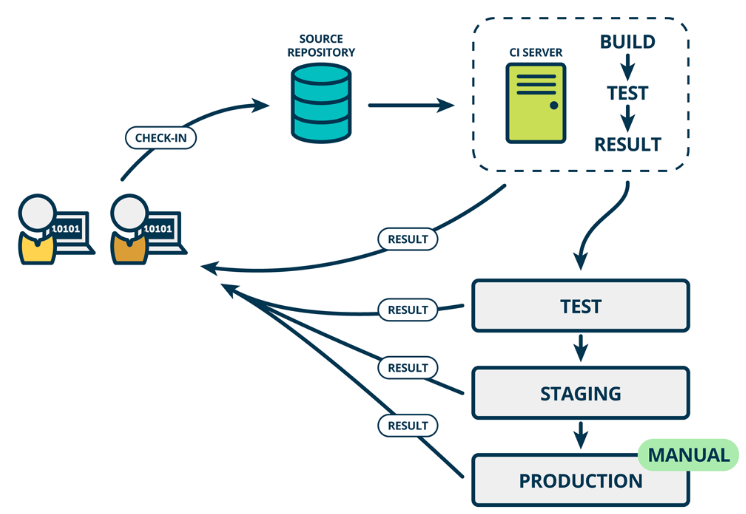 SOURCE
REPOSITORY
CI SERVER
BUILD
TEST
RESULT
CHECK-IN
10101
10101
RESULT
RESULT
TEST
RESULT
STAGING
RESULT
MANUAL
PRODUCTION